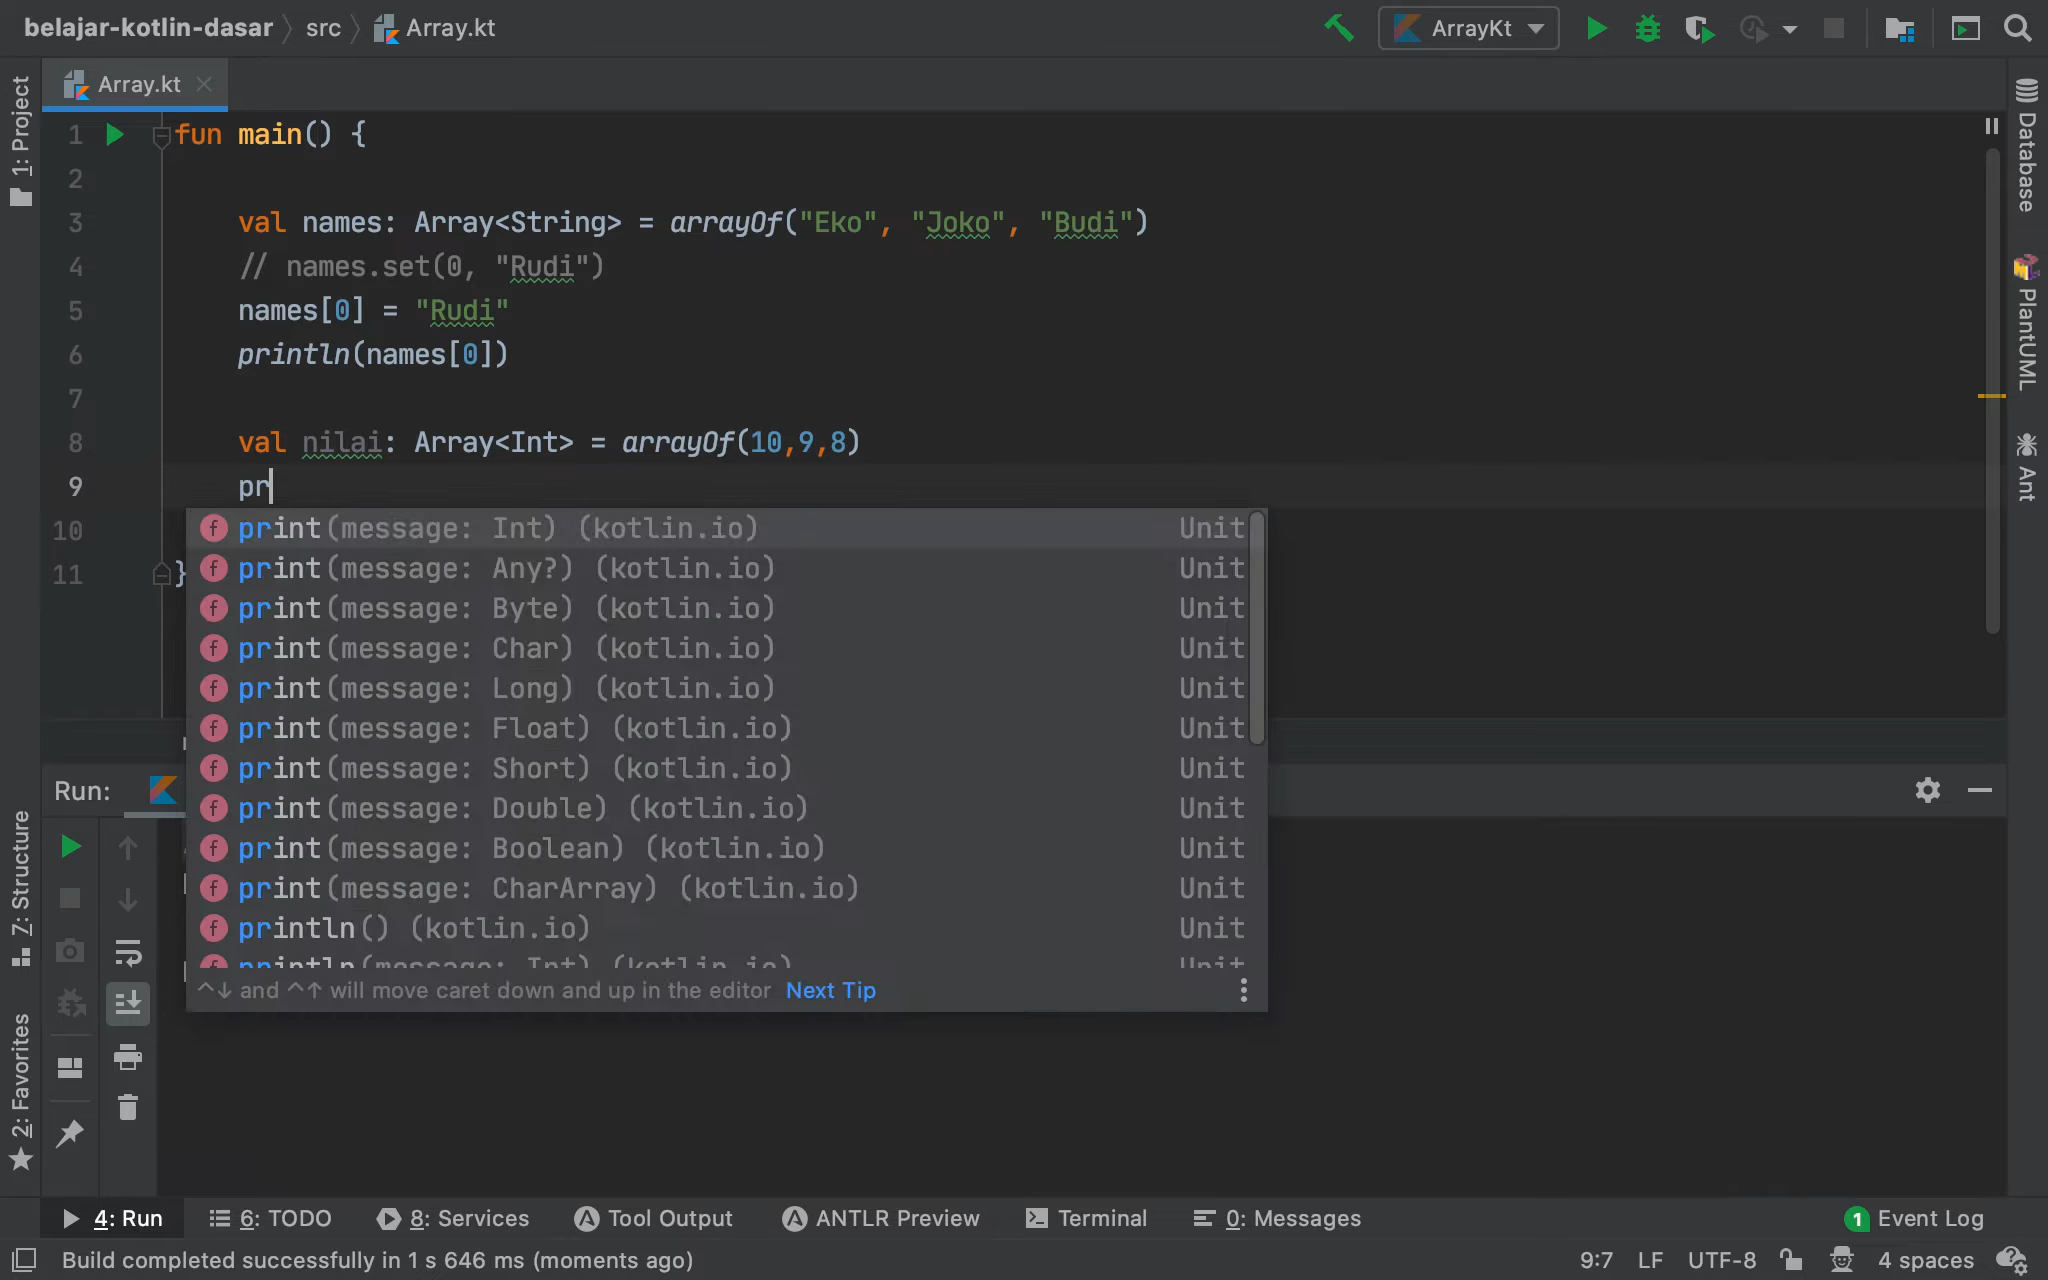 belajar-kotlin-dasar src Array.kt ArrayKt
Array.kt
1: Project
7: Structure
2: Favorites
1 fun main() {
2
3 val names: Array<String> = arrayOf("Eko", "Joko", "Budi")
4 // names.set(0, "Rudi")
5 names[0] = "Rudi"
6 println(names[0])
7
8 val nilai: Array<Int> = arrayOf(10,9,8)
9 pr
10
11 }
print(message: Int) (kotlin.io) Unit
print(message: Any?) (kotlin.io) Unit
print(message: Byte) (kotlin.io) Unit
print(message: Char) (kotlin.io) Unit
print(message: Long) (kotlin.io) Unit
print(message: Float) (kotlin.io) Unit
print(message: Short) (kotlin.io) Unit
print(message: Double) (kotlin.io) Unit
print(message: Boolean) (kotlin.io) Unit
print(message: CharArray) (kotlin.io) Unit
println() (kotlin.io) Unit
println(message: Int) (kotlin.io) Unit
^↓ and ^↑ will move caret down and up in the editor Next Tip
Run:
Database
PlantUML
Ant
4: Run 6: TODO 8: Services Tool Output ANTLR Preview Terminal 0: Messages 1 Event Log
Build completed successfully in 1 s 646 ms (moments ago) 9:7 LF UTF-8 4 spaces